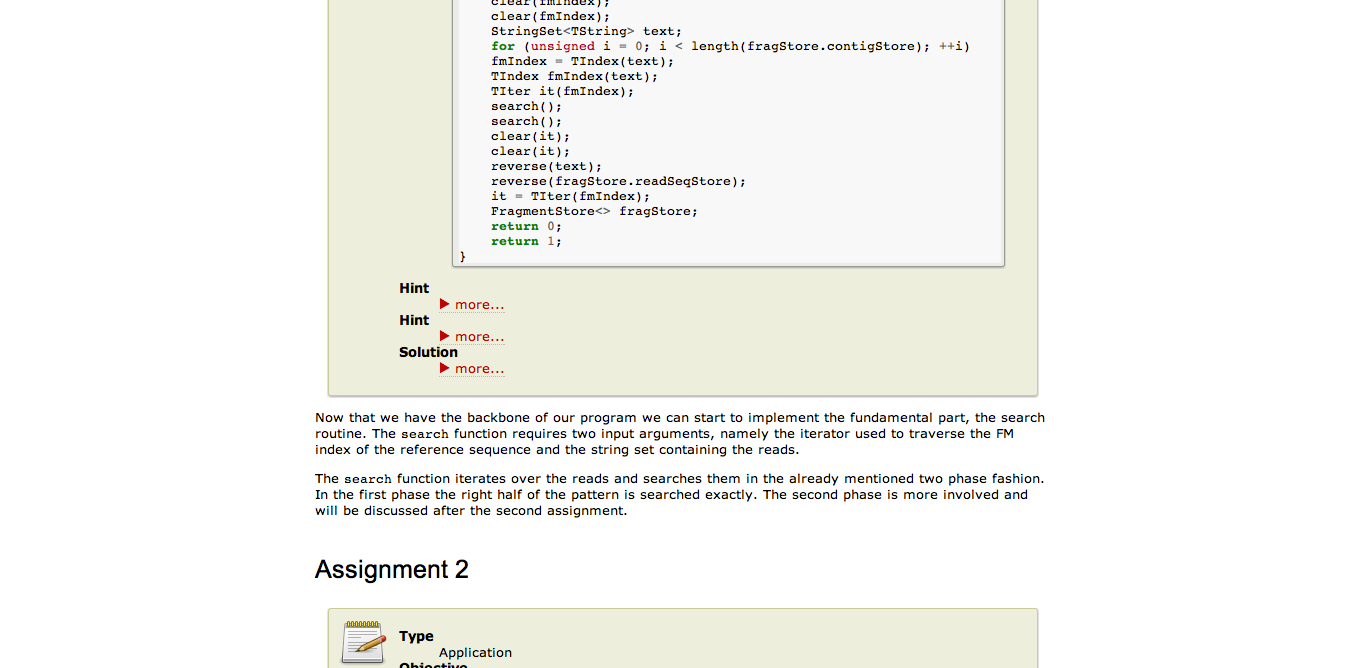 clear(fmIndex);
clear(fmIndex);
StringSet<TString> text;
for (unsigned i = 0; i < length(fragStore.contigStore); ++i)
fmIndex = TIndex(text);
TIndex fmIndex(text);
TIter it(fmIndex);
search();
search();
clear(it);
clear(it);
reverse(text);
reverse(fragStore.readSeqStore);
it = TIter(fmIndex);
FragmentStore<> fragStore;
return 0;
return 1;
}
Hint
more...
Hint
more...
Solution
more...
Now that we have the backbone of our program we can start to implement the fundamental part, the search
routine. The search function requires two input arguments, namely the iterator used to traverse the FM
index of the reference sequence and the string set containing the reads.
The search function iterates over the reads and searches them in the already mentioned two phase fashion.
In the first phase the right half of the pattern is searched exactly. The second phase is more involved and
will be discussed after the second assignment.
Assignment 2
Type
Application
Objective